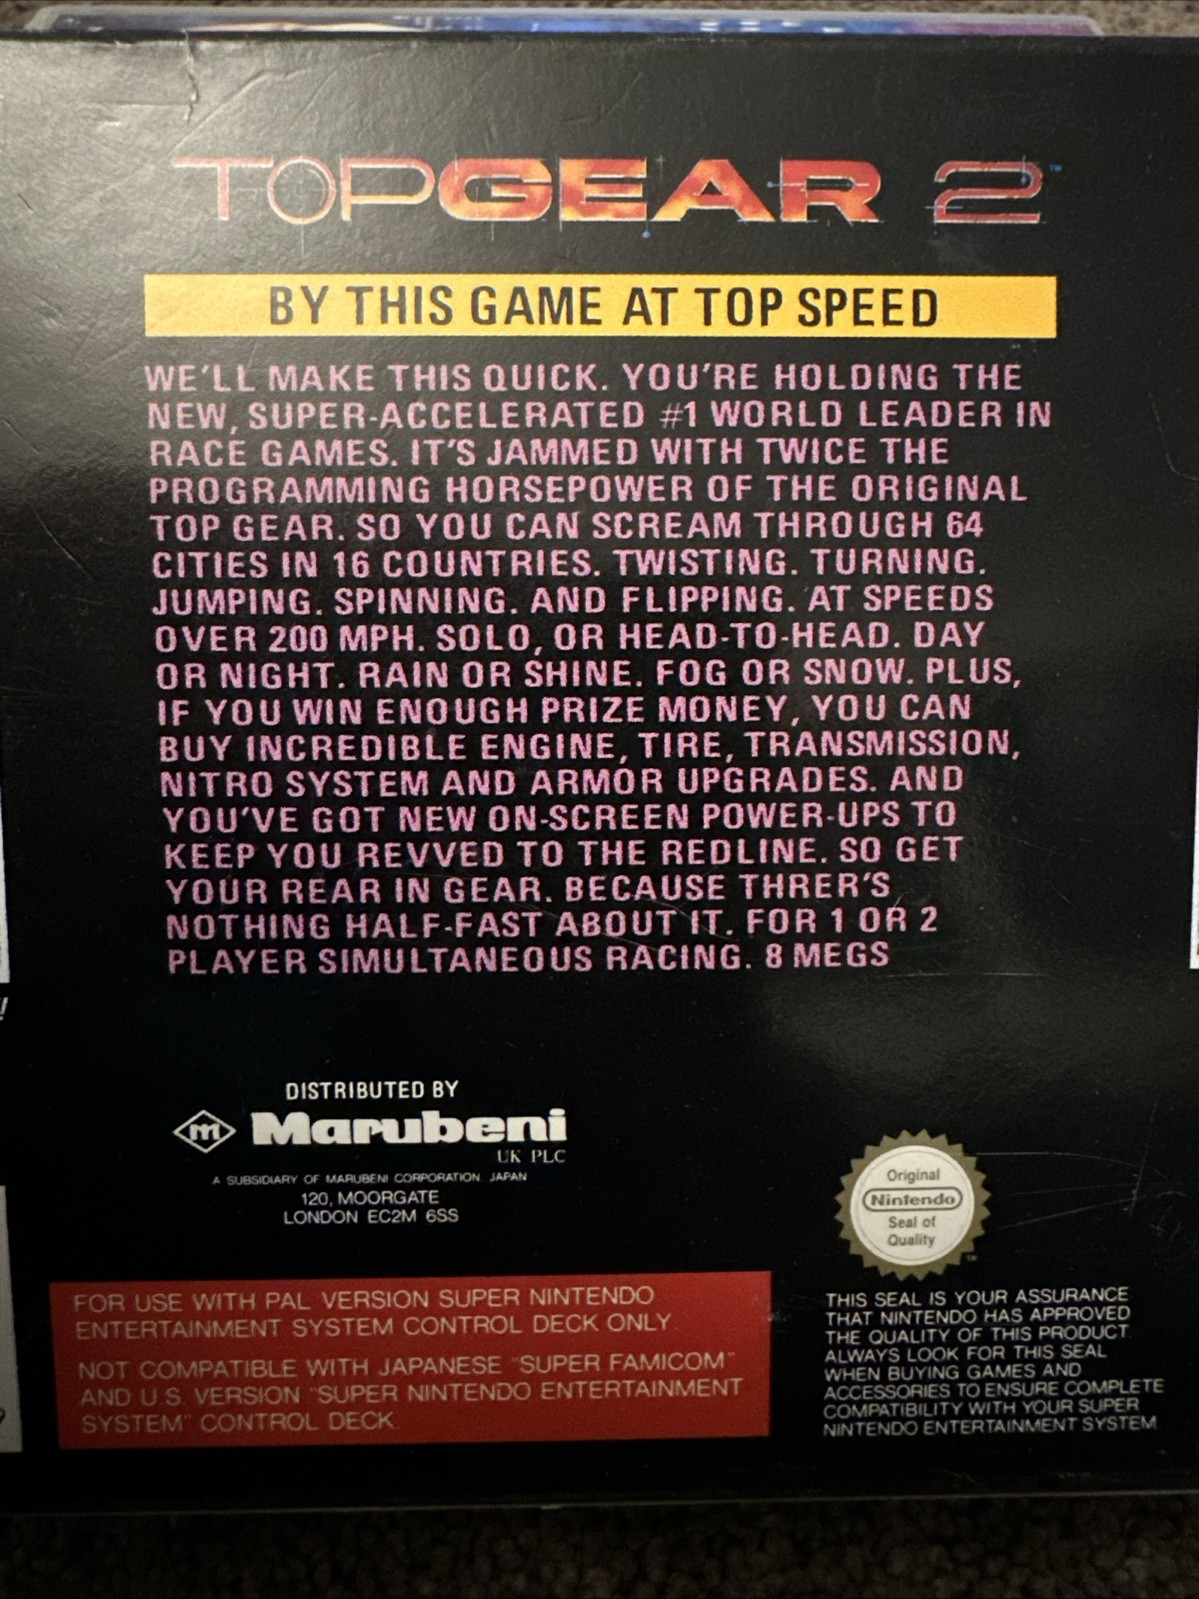 TOPGEAR 2™
BY THIS GAME AT TOP SPEED
WE'LL MAKE THIS QUICK. YOU'RE HOLDING THE
NEW, SUPER-ACCELERATED #1 WORLD LEADER IN
RACE GAMES. IT'S JAMMED WITH TWICE THE
PROGRAMMING HORSEPOWER OF THE ORIGINAL
TOP GEAR. SO YOU CAN SCREAM THROUGH 64
CITIES IN 16 COUNTRIES. TWISTING. TURNING.
JUMPING. SPINNING. AND FLIPPING. AT SPEEDS
OVER 200 MPH. SOLO, OR HEAD-TO-HEAD. DAY
OR NIGHT. RAIN OR SHINE. FOG OR SNOW. PLUS,
IF YOU WIN ENOUGH PRIZE MONEY, YOU CAN
BUY INCREDIBLE ENGINE, TIRE, TRANSMISSION,
NITRO SYSTEM AND ARMOR UPGRADES. AND
YOU'VE GOT NEW ON-SCREEN POWER-UPS TO
KEEP YOU REVVED TO THE REDLINE. SO GET
YOUR REAR IN GEAR. BECAUSE THRER'S
NOTHING HALF-FAST ABOUT IT. FOR 1 OR 2
PLAYER SIMULTANEOUS RACING. 8 MEGS
DISTRIBUTED BY
m Marubeni
UK PLC
A SUBSIDIARY OF MARUBENI CORPORATION. JAPAN
120, MOORGATE
LONDON EC2M 6SS
Original
Nintendo
Seal of
Quality
™
FOR USE WITH PAL VERSION SUPER NINTENDO
ENTERTAINMENT SYSTEM CONTROL DECK ONLY.
NOT COMPATIBLE WITH JAPANESE "SUPER FAMICOM"
AND U.S. VERSION "SUPER NINTENDO ENTERTAINMENT
SYSTEM" CONTROL DECK.
THIS SEAL IS YOUR ASSURANCE
THAT NINTENDO HAS APPROVED
THE QUALITY OF THIS PRODUCT.
ALWAYS LOOK FOR THIS SEAL
WHEN BUYING GAMES AND
ACCESSORIES TO ENSURE COMPLETE
COMPATIBILITY WITH YOUR SUPER
NINTENDO ENTERTAINMENT SYSTEM.